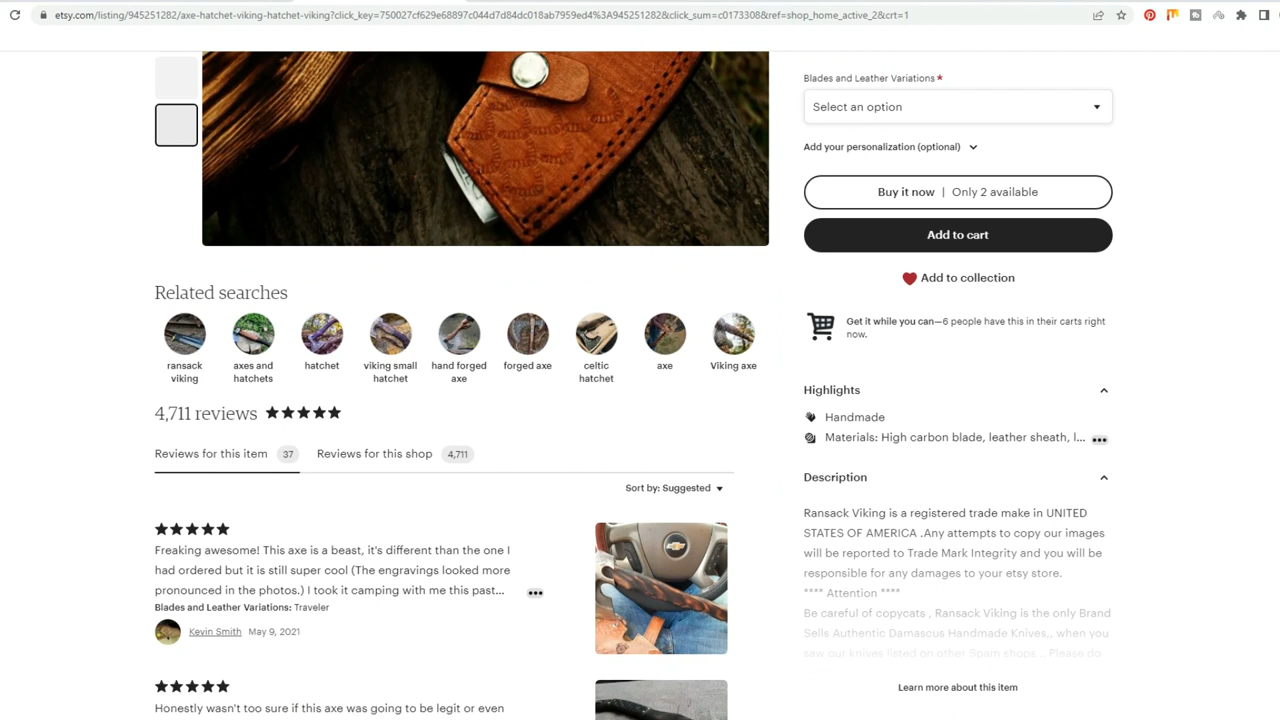 etsy.com/listing/945251282/axe-hatchet-viking-hatchet-viking?click_key=750027cf629e68897c044d7d84dc018ab7959ed4%3A945251282&click_sum=c0173308&ref=shop_home_active_2&crt=1
Blades and Leather Variations *
Select an option
Add your personalization (optional)
Buy it now | Only 2 available
Add to cart
Add to collection
Get it while you can—6 people have this in their carts right
now.
Highlights
Handmade
Materials: High carbon blade, leather sheath, l...
Description
Ransack Viking is a registered trade make in UNITED
STATES OF AMERICA .Any attempts to copy our images
will be reported to Trade Mark Integrity and you will be
responsible for any damages to your etsy store.
**** Attention ****
Be careful of copycats , Ransack Viking is the only Brand
Sells Authentic Damascus Handmade Knives,, when you
saw our knives listed on other Spam shops .. Please do
Learn more about this item
Related searches
ransack
viking
axes and
hatchets
hatchet
viking small
hatchet
hand forged
axe
forged axe
celtic
hatchet
axe
Viking axe
4,711 reviews
Reviews for this item 37
Reviews for this shop 4,711
Sort by: Suggested
Freaking awesome! This axe is a beast, it's different than the one I
had ordered but it is still super cool (The engravings looked more
pronounced in the photos.) I took it camping with me this past...
Blades and Leather Variations: Traveler
Kevin Smith May 9, 2021
Honestly wasn't too sure if this axe was going to be legit or even